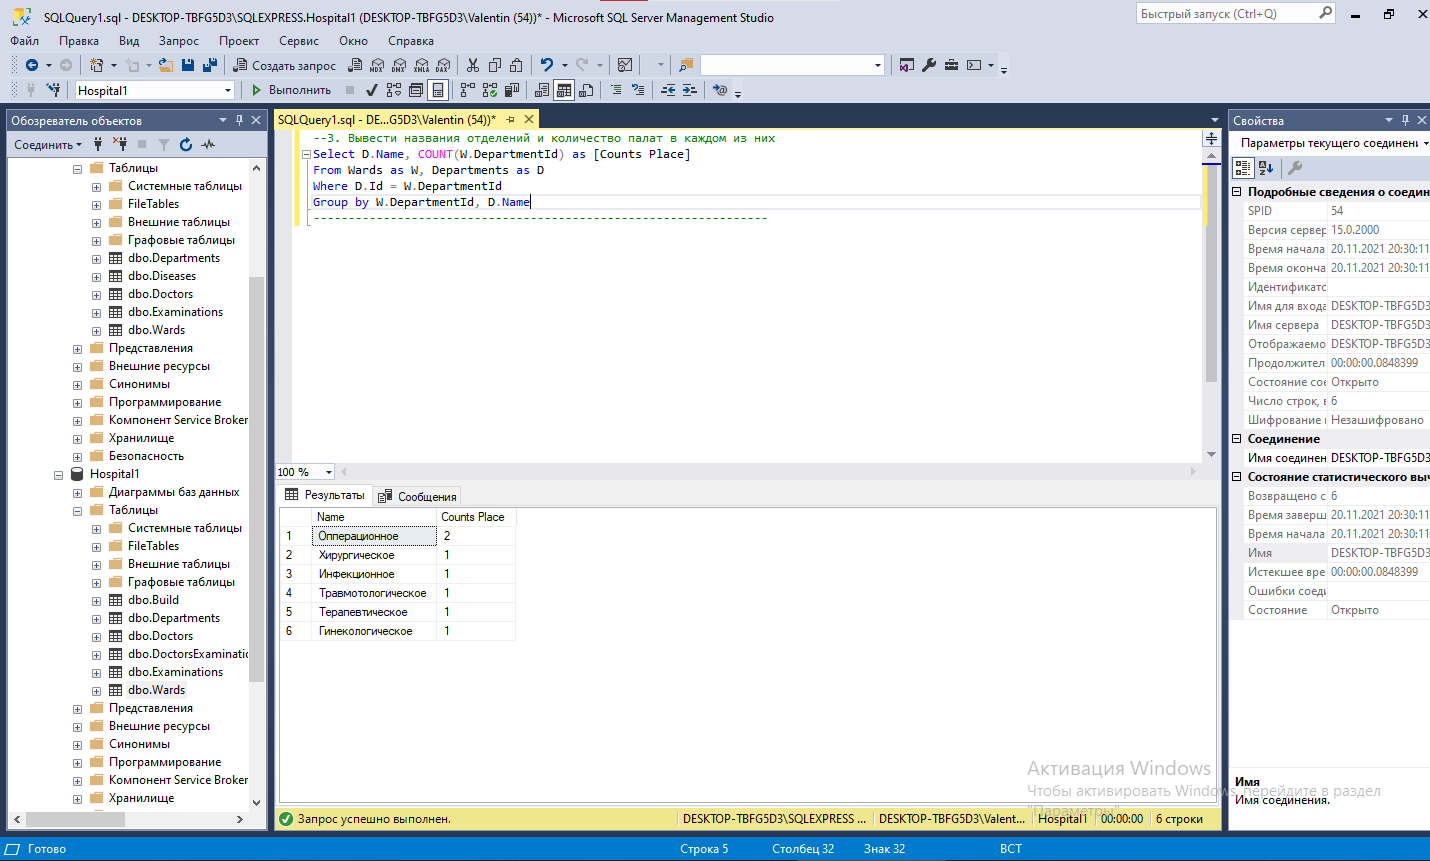 SQLQuery1.sql - DESKTOP-TBFG5D3\SQLEXPRESS.Hospital1 (DESKTOP-TBFG5D3\Valentin (54))* - Microsoft SQL Server Management Studio
Быстрый запуск (Ctrl+Q)
Файл Правка Вид Запрос Проект Сервис Окно Справка
Создать запрос MDX DMX XMLA DAX
Hospital1 Выполнить
Обозреватель объектов
Соединить
Таблицы
Системные таблицы
FileTables
Внешние таблицы
Графовые таблицы
dbo.Departments
dbo.Diseases
dbo.Doctors
dbo.Examinations
dbo.Wards
Представления
Внешние ресурсы
Синонимы
Программирование
Компонент Service Broker
Хранилище
Безопасность
Hospital1
Диаграммы баз данных
Таблицы
Системные таблицы
FileTables
Внешние таблицы
Графовые таблицы
dbo.Build
dbo.Departments
dbo.Doctors
dbo.DoctorsExaminatic
dbo.Examinations
dbo.Wards
Представления
Внешние ресурсы
Синонимы
Программирование
Компонент Service Broker
Хранилище
SQLQuery1.sql - DE...G5D3\Valentin (54))*
--3. Вывести названия отделений и количество палат в каждом из них
Select D.Name, COUNT(W.DepartmentId) as [Counts Place]
From Wards as W, Departments as D
Where D.Id = W.DepartmentId
Group by W.DepartmentId, D.Name
-----------------------------------------------------------------
100 %
Результаты Сообщения
Name Counts Place
1 Опперационное 2
2 Хирургическое 1
3 Инфекционное 1
4 Травмотологическое 1
5 Терапевтическое 1
6 Гинекологическое 1
Запрос успешно выполнен. DESKTOP-TBFG5D3\SQLEXPRESS ... DESKTOP-TBFG5D3\Valent... Hospital1 00:00:00 6 строки
Свойства
Параметры текущего соединени
Подробные сведения о соедин
SPID 54
Версия сервер 15.0.2000
Время начала 20.11.2021 20:30:11
Время оконча 20.11.2021 20:30:11
Идентификатс
Имя для входа DESKTOP-TBFG5D3
Имя сервера DESKTOP-TBFG5D3
Отображаемо DESKTOP-TBFG5D3
Продолжител 00:00:00.0848399
Состояние сое Открыто
Число строк, в 6
Шифрование Незашифровано
Соединение
Имя соединен DESKTOP-TBFG5D3
Состояние статистического выч
Возвращено с 6
Время заверш 20.11.2021 20:30:11
Время начала 20.11.2021 20:30:11
Имя DESKTOP-TBFG5D3
Истекшее вре 00:00:00.0848399
Ошибки соеди
Состояние Открыто
Имя
Имя соединения.
Активация Windows
Чтобы активировать Windows, перейдите в раздел
"Параметры".
Готово Строка 5 Столбец 32 Знак 32 ВСТ